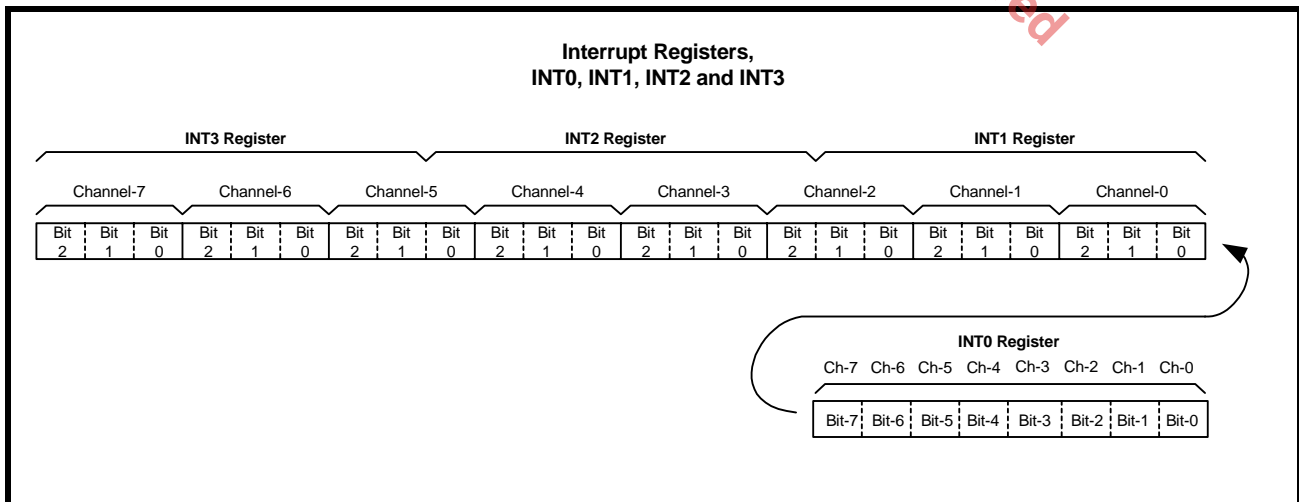 ed
Interrupt Registers,
INT0, INT1, INT2 and INT3
INT3 Register INT2 Register INT1 Register
Channel-7 Channel-6 Channel-5 Channel-4 Channel-3 Channel-2 Channel-1 Channel-0
Bit Bit Bit Bit Bit Bit Bit Bit Bit Bit Bit Bit Bit Bit Bit Bit Bit Bit Bit Bit Bit Bit Bit Bit
2 1 0 2 1 0 2 1 0 2 1 0 2 1 0 2 1 0 2 1 0 2 1 0
INT0 Register
Ch-7 Ch-6 Ch-5 Ch-4 Ch-3 Ch-2 Ch-1 Ch-0
Bit-7 Bit-6 Bit-5 Bit-4 Bit-3 Bit-2 Bit-1 Bit-0